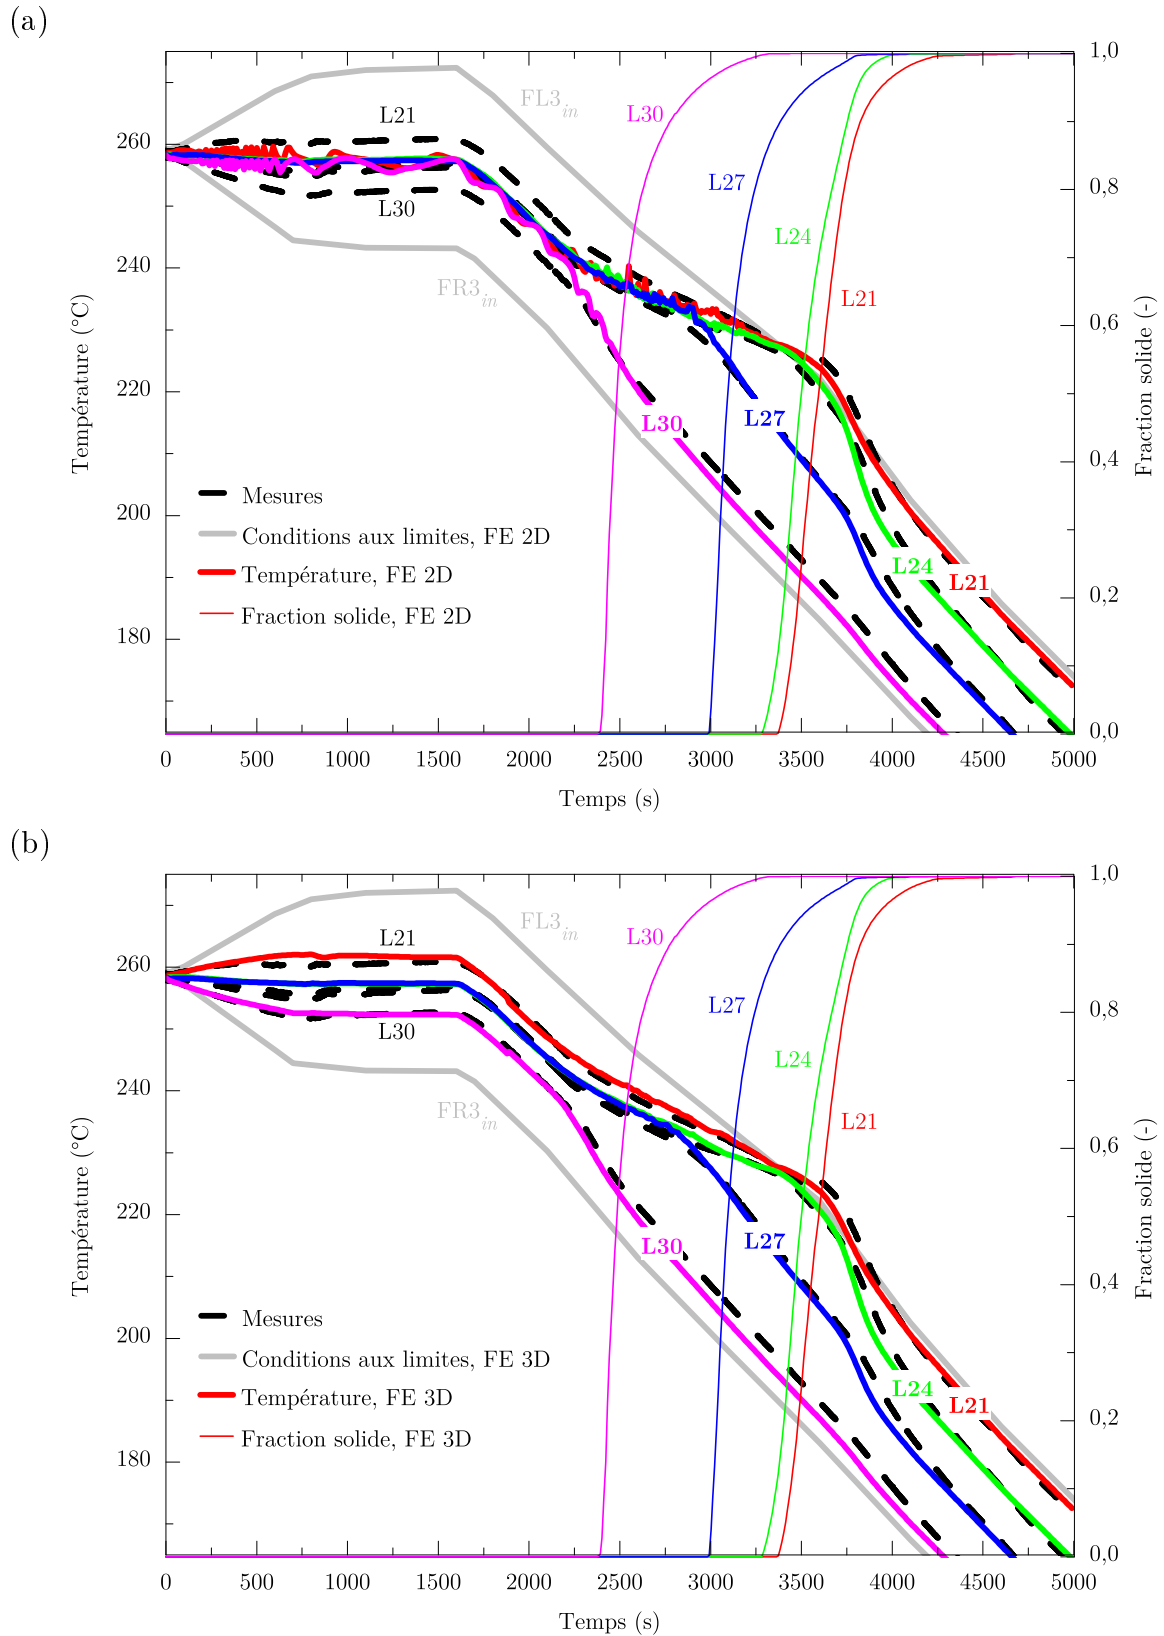 (a)
1,0
FL3in
L30
L21
260
L27
0,8
L30
L24
240
FR3in
L21
0,6
Température (°C)
Fraction solide (-)
220
L30
L27
0,4
Mesures
200
Conditions aux limites, FE 2D
L24
Température, FE 2D
L21
0,2
Fraction solide, FE 2D
180
0,0
0 500 1000 1500 2000 2500 3000 3500 4000 4500 5000
Temps (s)
(b)
1,0
FL3in
L21
L30
260
L27
0,8
L30
L24
240
FR3in
L21
0,6
Température (°C)
Fraction solide (-)
220
L30
L27
0,4
Mesures
200
Conditions aux limites, FE 3D
L24
Température, FE 3D
L21
0,2
Fraction solide, FE 3D
180
0,0
0 500 1000 1500 2000 2500 3000 3500 4000 4500 5000
Temps (s)